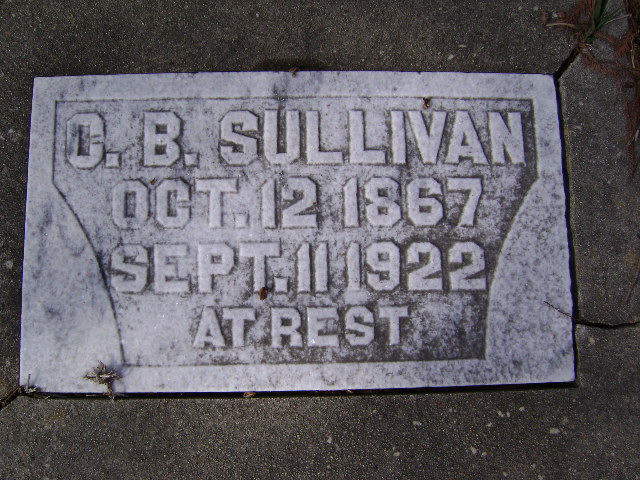 C. B. SULLIVAN
OCT. 12 1867
SEPT. 11 1922
AT REST